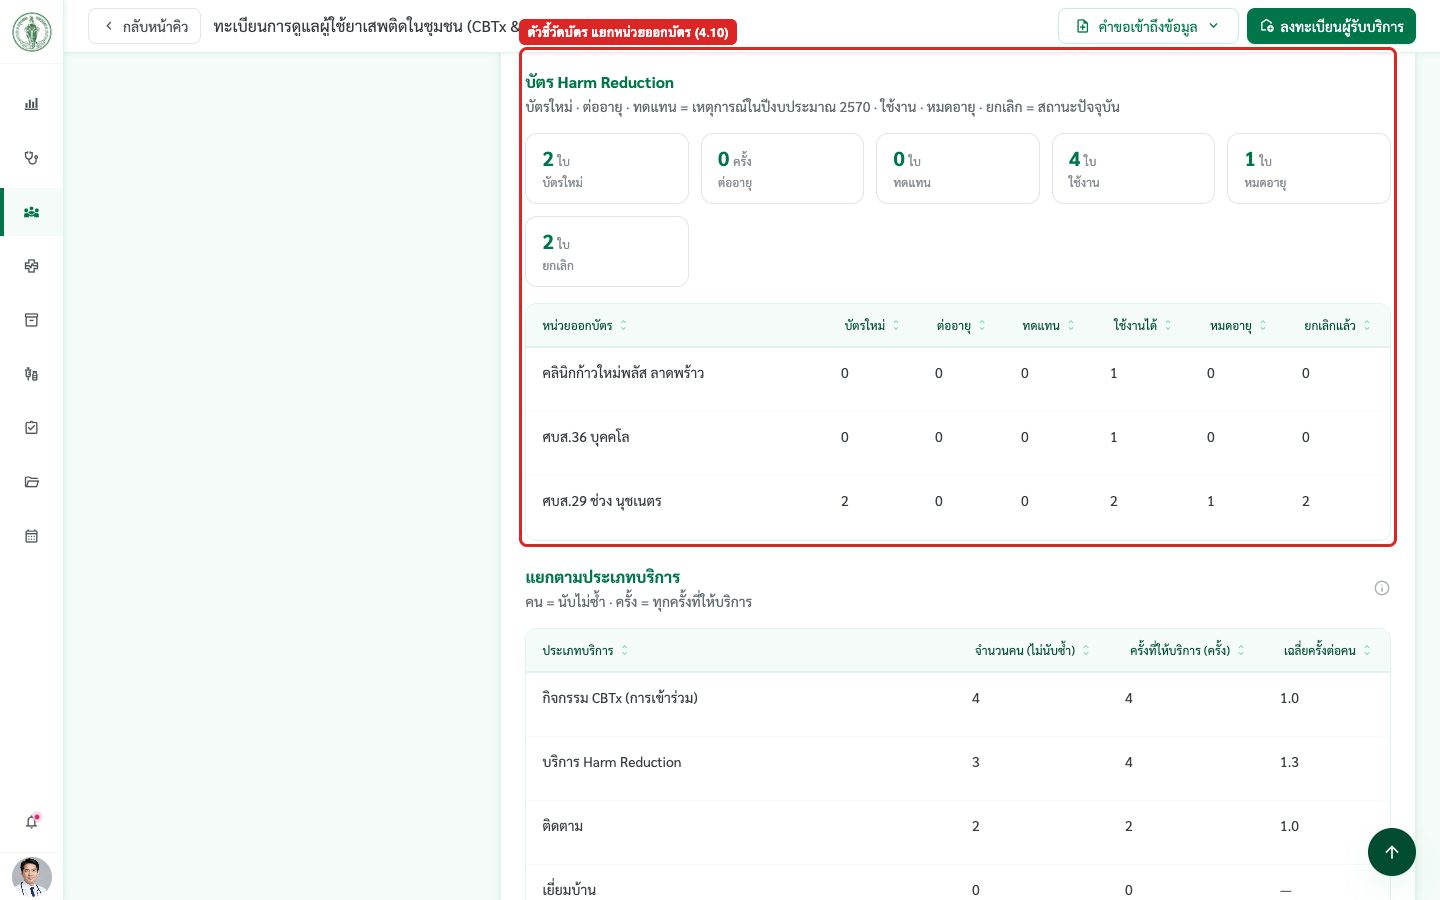 กลับหน้าคิว
ทะเบียนการดูแลผู้ใช้ยาเสพติดในชุมชน (CBTx &
ตัวชี้วัดบัตร แยกหน่วยออกบัตร (4.10)
คำขอเข้าถึงข้อมูล
ลงทะเบียนผู้รับบริการ
บัตร Harm Reduction
บัตรใหม่ · ต่ออายุ · ทดแทน = เหตุการณ์ในปีงบประมาณ 2570 · ใช้งาน · หมดอายุ · ยกเลิก = สถานะปัจจุบัน
2 ใบ
บัตรใหม่
0 ครั้ง
ต่ออายุ
0 ใบ
ทดแทน
4 ใบ
ใช้งาน
1 ใบ
หมดอายุ
2 ใบ
ยกเลิก
หน่วยออกบัตร บัตรใหม่ ต่ออายุ ทดแทน ใช้งานได้ หมดอายุ ยกเลิกแล้ว
คลินิกก้าวใหม่พลัส ลาดพร้าว 0 0 0 1 0 0
ศบส.36 บุคคโล 0 0 0 1 0 0
ศบส.29 ช่วง นุชเนตร 2 0 0 2 1 2
แยกตามประเภทบริการ
คน = นับไม่ซ้ำ · ครั้ง = ทุกครั้งที่ให้บริการ
ประเภทบริการ จำนวนคน (ไม่นับซ้ำ) ครั้งที่ให้บริการ (ครั้ง) เฉลี่ยครั้งต่อคน
กิจกรรม CBTx (การเข้าร่วม) 4 4 1.0
บริการ Harm Reduction 3 4 1.3
ติดตาม 2 2 1.0
เยี่ยมบ้าน 0 0 —